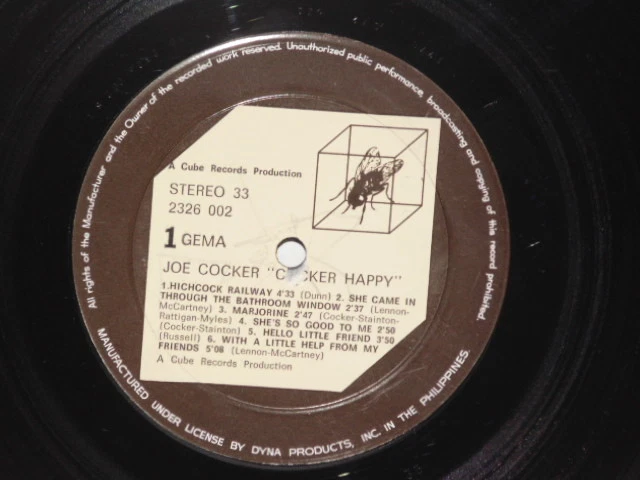 All rights of the Manufacturer and the Owner of the recorded work reserved. Unauthorized public performance, broadcasting and copying of this record prohibited.
A Cube Records Production
STEREO 33
2326 002
1 GEMA
JOE COCKER "COCKER HAPPY"
1.HICHCOCK RAILWAY 4'33 (Dunn) 2. SHE CAME IN
THROUGH THE BATHROOM WINDOW 2'37 (Lennon-
McCartney) 3. MARJORINE 2'47 (Cocker-Stainton-
Rattigan-Myles) 4. SHE'S SO GOOD TO ME 2'50
(Cocker-Stainton) 5. HELLO LITTLE FRIEND 3'50
(Russell) 6. WITH A LITTLE HELP FROM MY
FRIENDS 5'08 (Lennon-McCartney)
A Cube Records Production
MANUFACTURED UNDER LICENSE BY DYNA PRODUCTS, INC. IN THE PHILIPPINES.